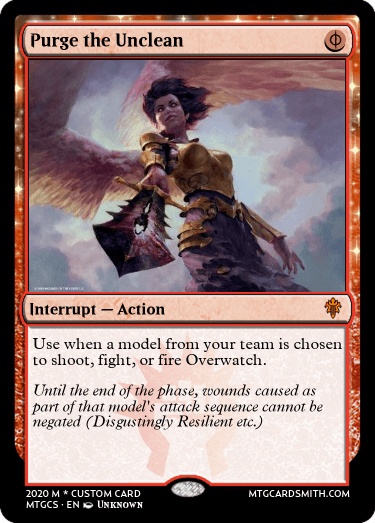 Purge the Unclean
Interrupt — Action
Use when a model from your team is chosen
to shoot, fight, or fire Overwatch.
Until the end of the phase, wounds caused as
part of that model's attack sequence cannot be
negated (Disgustingly Resilient etc.)
2020 M * CUSTOM CARD
MTGCS • EN Unknown
MTGCARDSMITH.COM